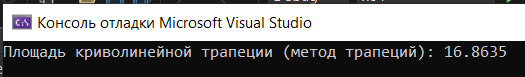 Консоль отладки Microsoft Visual Studio
Площадь криволинейной трапеции (метод трапеций): 16.8635